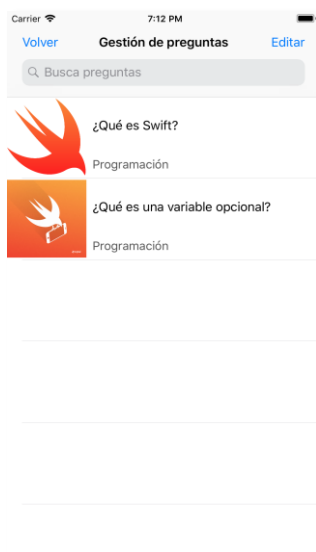 Carrier 7:12 PM
Volver Gestión de preguntas Editar
Busca preguntas
¿Qué es Swift?
Programación
¿Qué es una variable opcional?
Programación